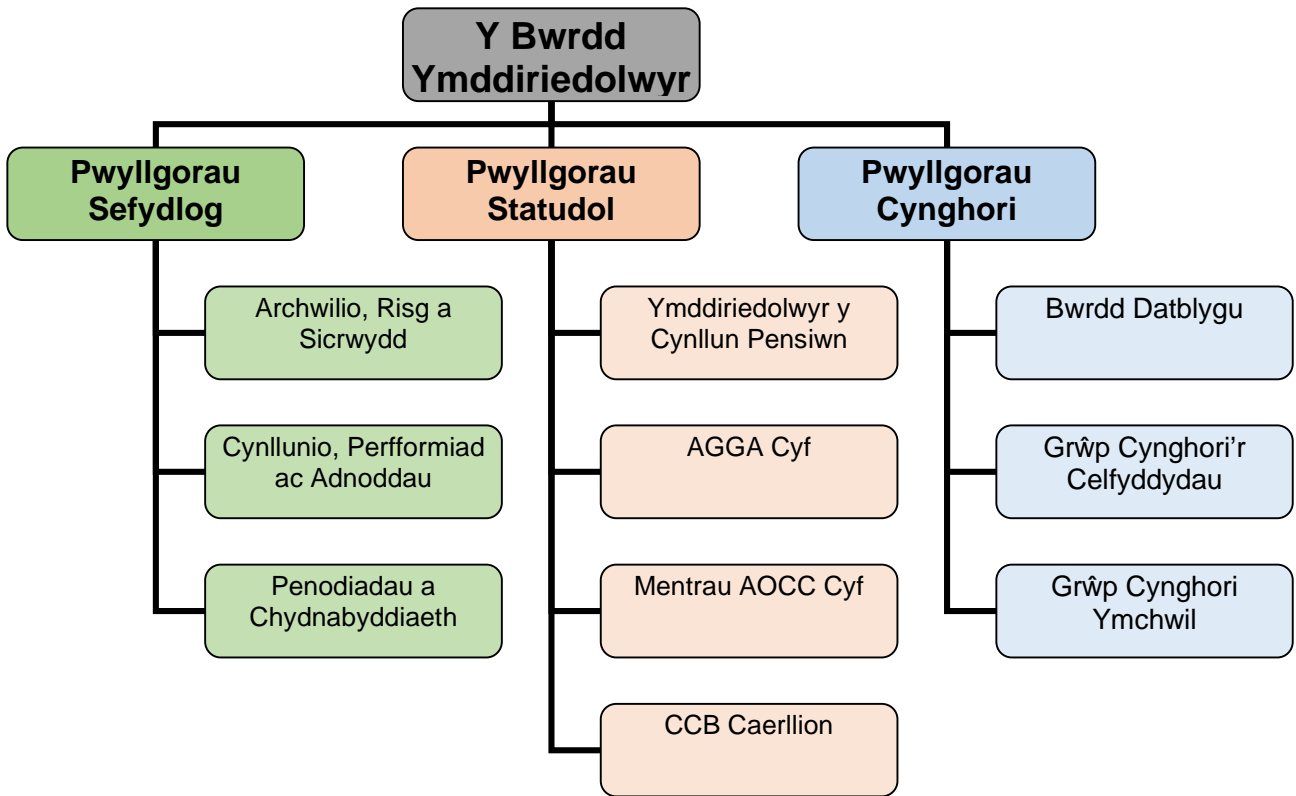 Y Bwrdd
Ymddiriedolwyr
Pwyllgorau
Sefydlog
Archwilio, Risg a
Sicrwydd
Cynllunio, Perfformiad
ac Adnoddau
Penodiadau a
Chydnabyddiaeth
Pwyllgorau
Statudol
Ymddiriedolwyr y
Cynllun Pensiwn
AGGA Cyf
Mentrau AOCC Cyf
CCB Caerllion
Pwyllgorau
Cynghori
Bwrdd Datblygu
Grŵp Cynghori’r
Celfyddydau
Grŵp Cynghori
Ymchwil